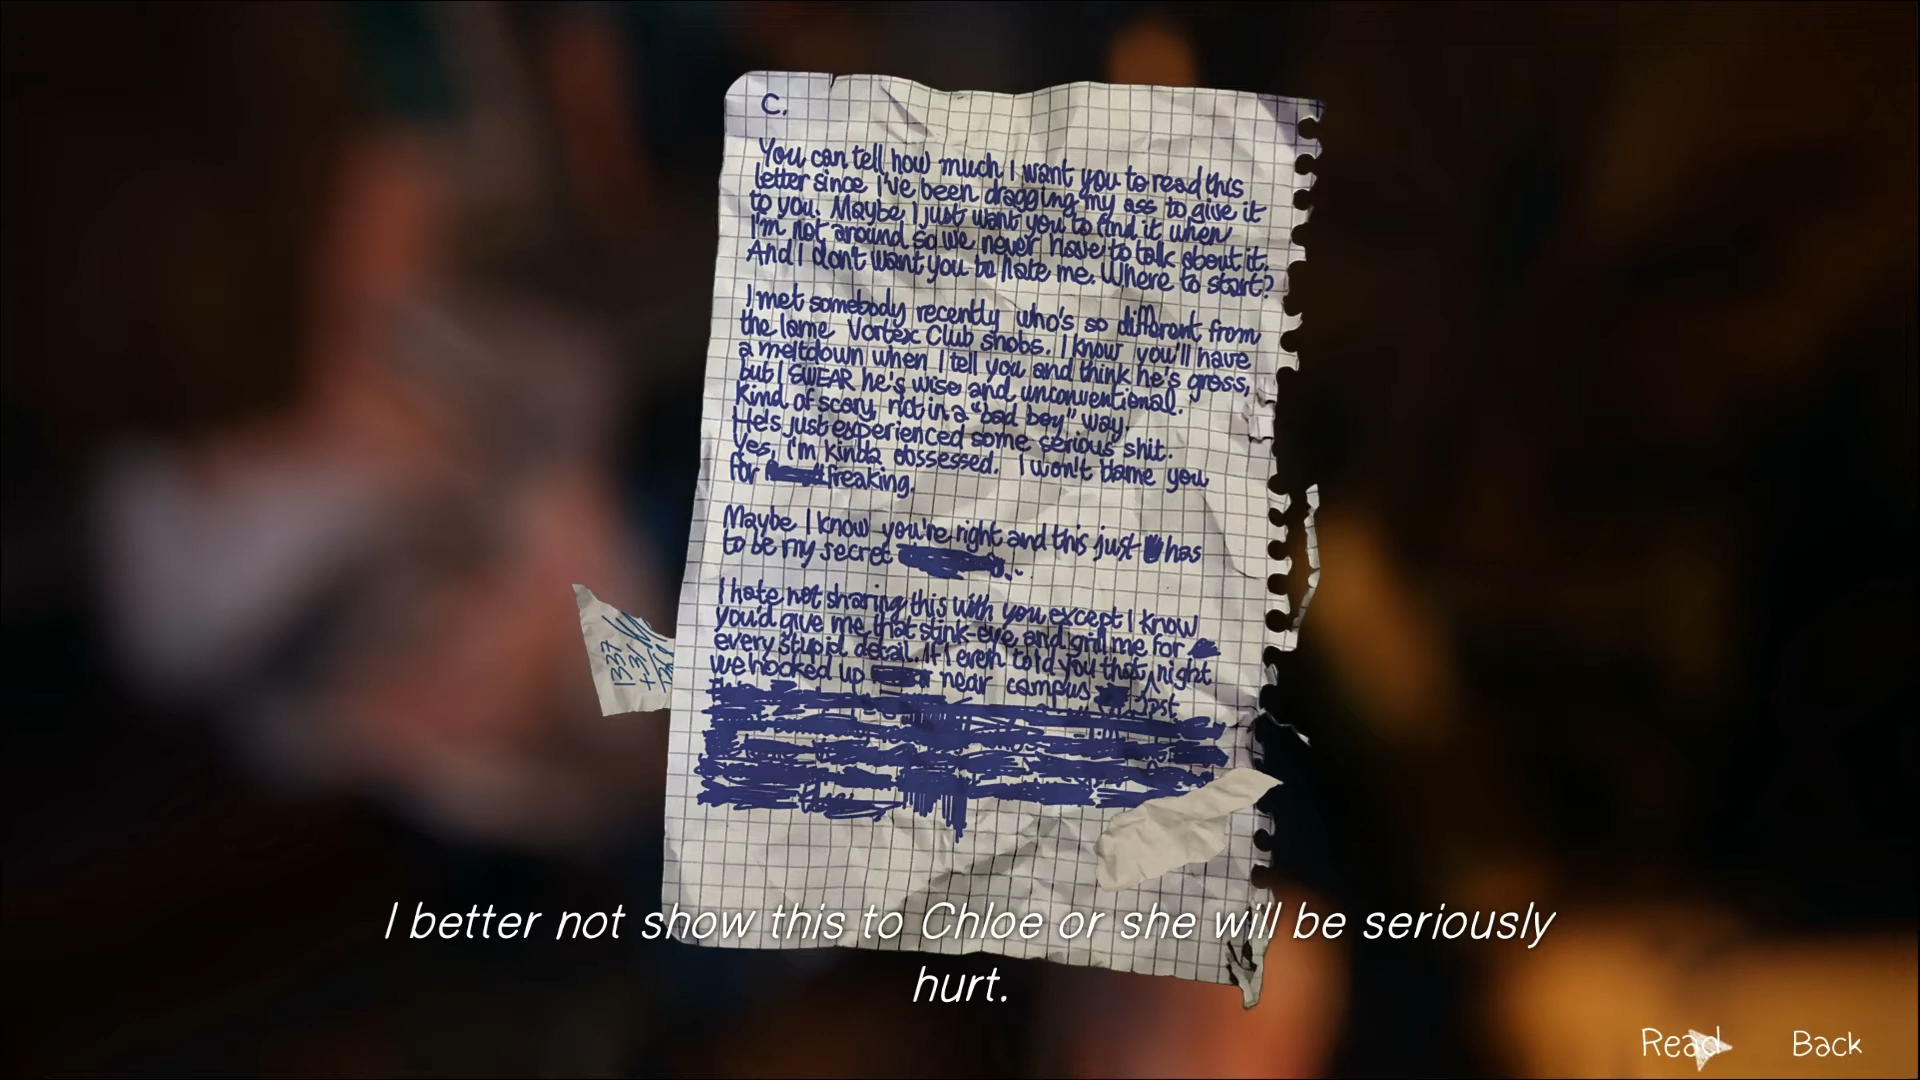 C.
You can tell how much I want you to read this
letter since I've been dragging my ass to give it
to you. Maybe I just want you to find it when
I'm not around so we never have to talk about it.
And I dont want you to hate me. Where to start?
I met somebody recently who's so different from
the lame Vortex Club snobs. I know you'll have
a meltdown when I tell you and think he's gross,
but I SWEAR he's wise and unconventional.
Kind of scary, not in a "bad boy" way.
He's just experienced some serious shit.
Yes, I'm kinda obssessed. I won't blame you
for freaking.
Maybe I know you're right and this just has
to be my secret...
I hate not sharing this with you except I know
you'd give me that stink-eye and grill me for
every stupid detail. If I even told you that night
we hooked up near campus last
1337
I better not show this to Chloe or she will be seriously
hurt.
Read
Back